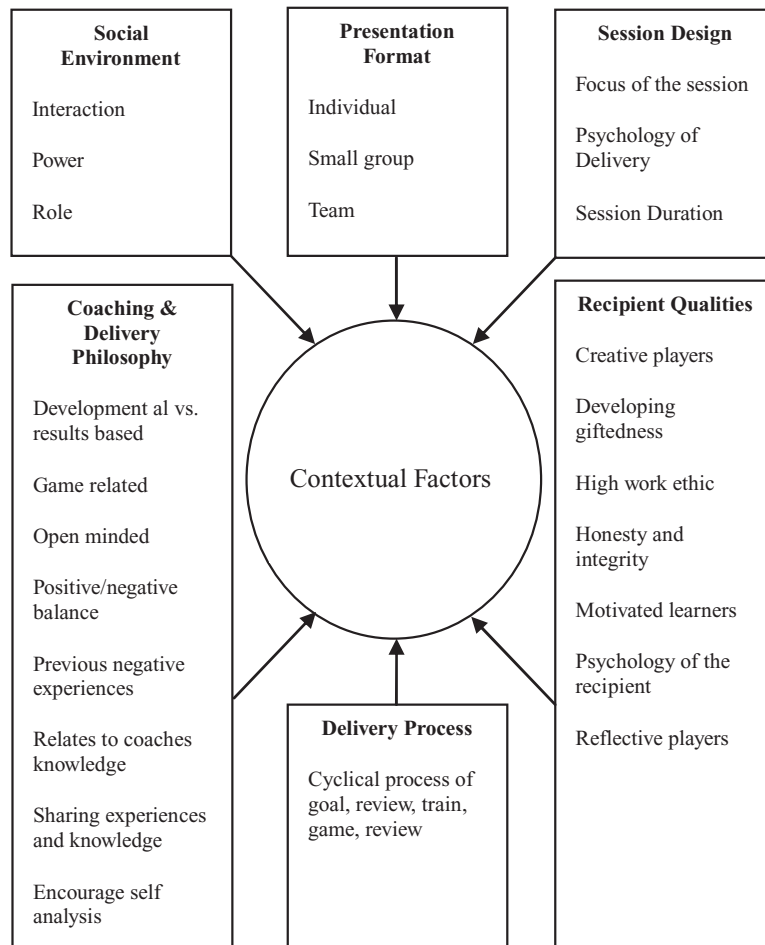 Social
Environment
Interaction
Power
Role
Presentation
Format
Individual
Small group
Team
Session Design
Focus of the session
Psychology of
Delivery
Session Duration
Coaching &
Delivery
Philosophy
Development al vs.
results based
Game related
Open minded
Positive/negative
balance
Previous negative
experiences
Relates to coaches
knowledge
Sharing experiences
and knowledge
Encourage self
analysis
Contextual Factors
Delivery Process
Cyclical process of
goal, review, train,
game, review
Recipient Qualities
Creative players
Developing
giftedness
High work ethic
Honesty and
integrity
Motivated learners
Psychology of the
recipient
Reflective players